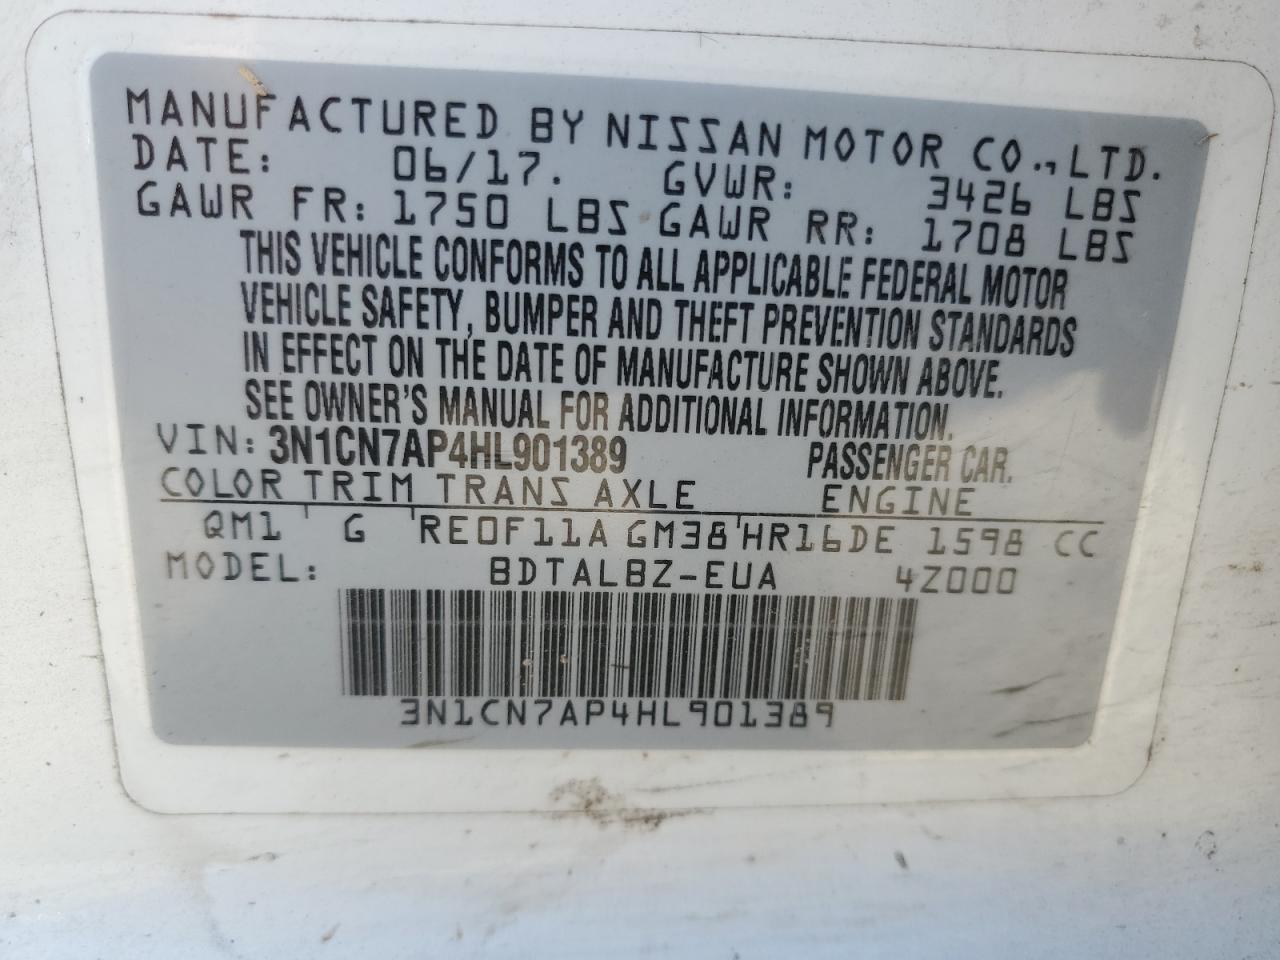 MANUFACTURED BY NISSAN MOTOR CO.,LTD.
DATE: 06/17. GVWR: 3426 LBS
GAWR FR: 1750 LBS GAWR RR: 1708 LBS
THIS VEHICLE CONFORMS TO ALL APPLICABLE FEDERAL MOTOR
VEHICLE SAFETY, BUMPER AND THEFT PREVENTION STANDARDS
IN EFFECT ON THE DATE OF MANUFACTURE SHOWN ABOVE.
SEE OWNER'S MANUAL FOR ADDITIONAL INFORMATION.
VIN: 3N1CN7AP4HL901389 PASSENGER CAR.
COLOR TRIM TRANS AXLE ENGINE
QM1 G RE0F11A GM38 HR16DE 1598 CC
MODEL: BDTALBZ-EUA 4Z000
3N1CN7AP4HL901389